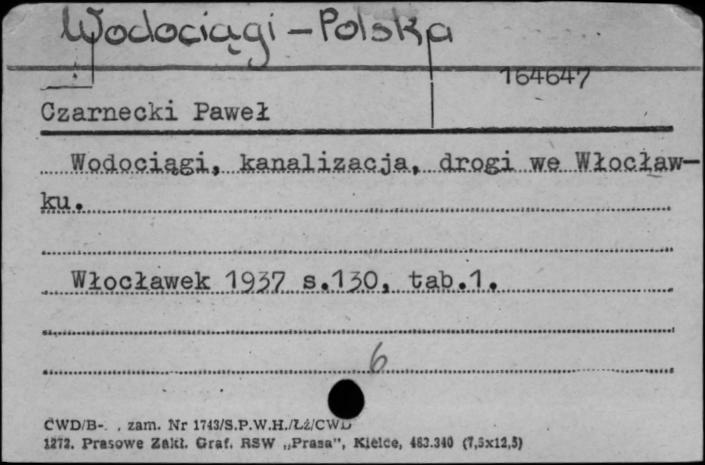 Wodociągi - Polska
164647
Czarnecki Paweł
Wodociągi, kanalizacja, drogi we Włocław-
ku.
Włocławek 1937 s.130, tab.1.
6
CWD/B- . , zam. Nr 1743/S.P.W.H./Łź/CWD
1272. Prasowe Zakł. Graf. RSW „Prasa", Kielce, 483.340 (7,5x12,5)